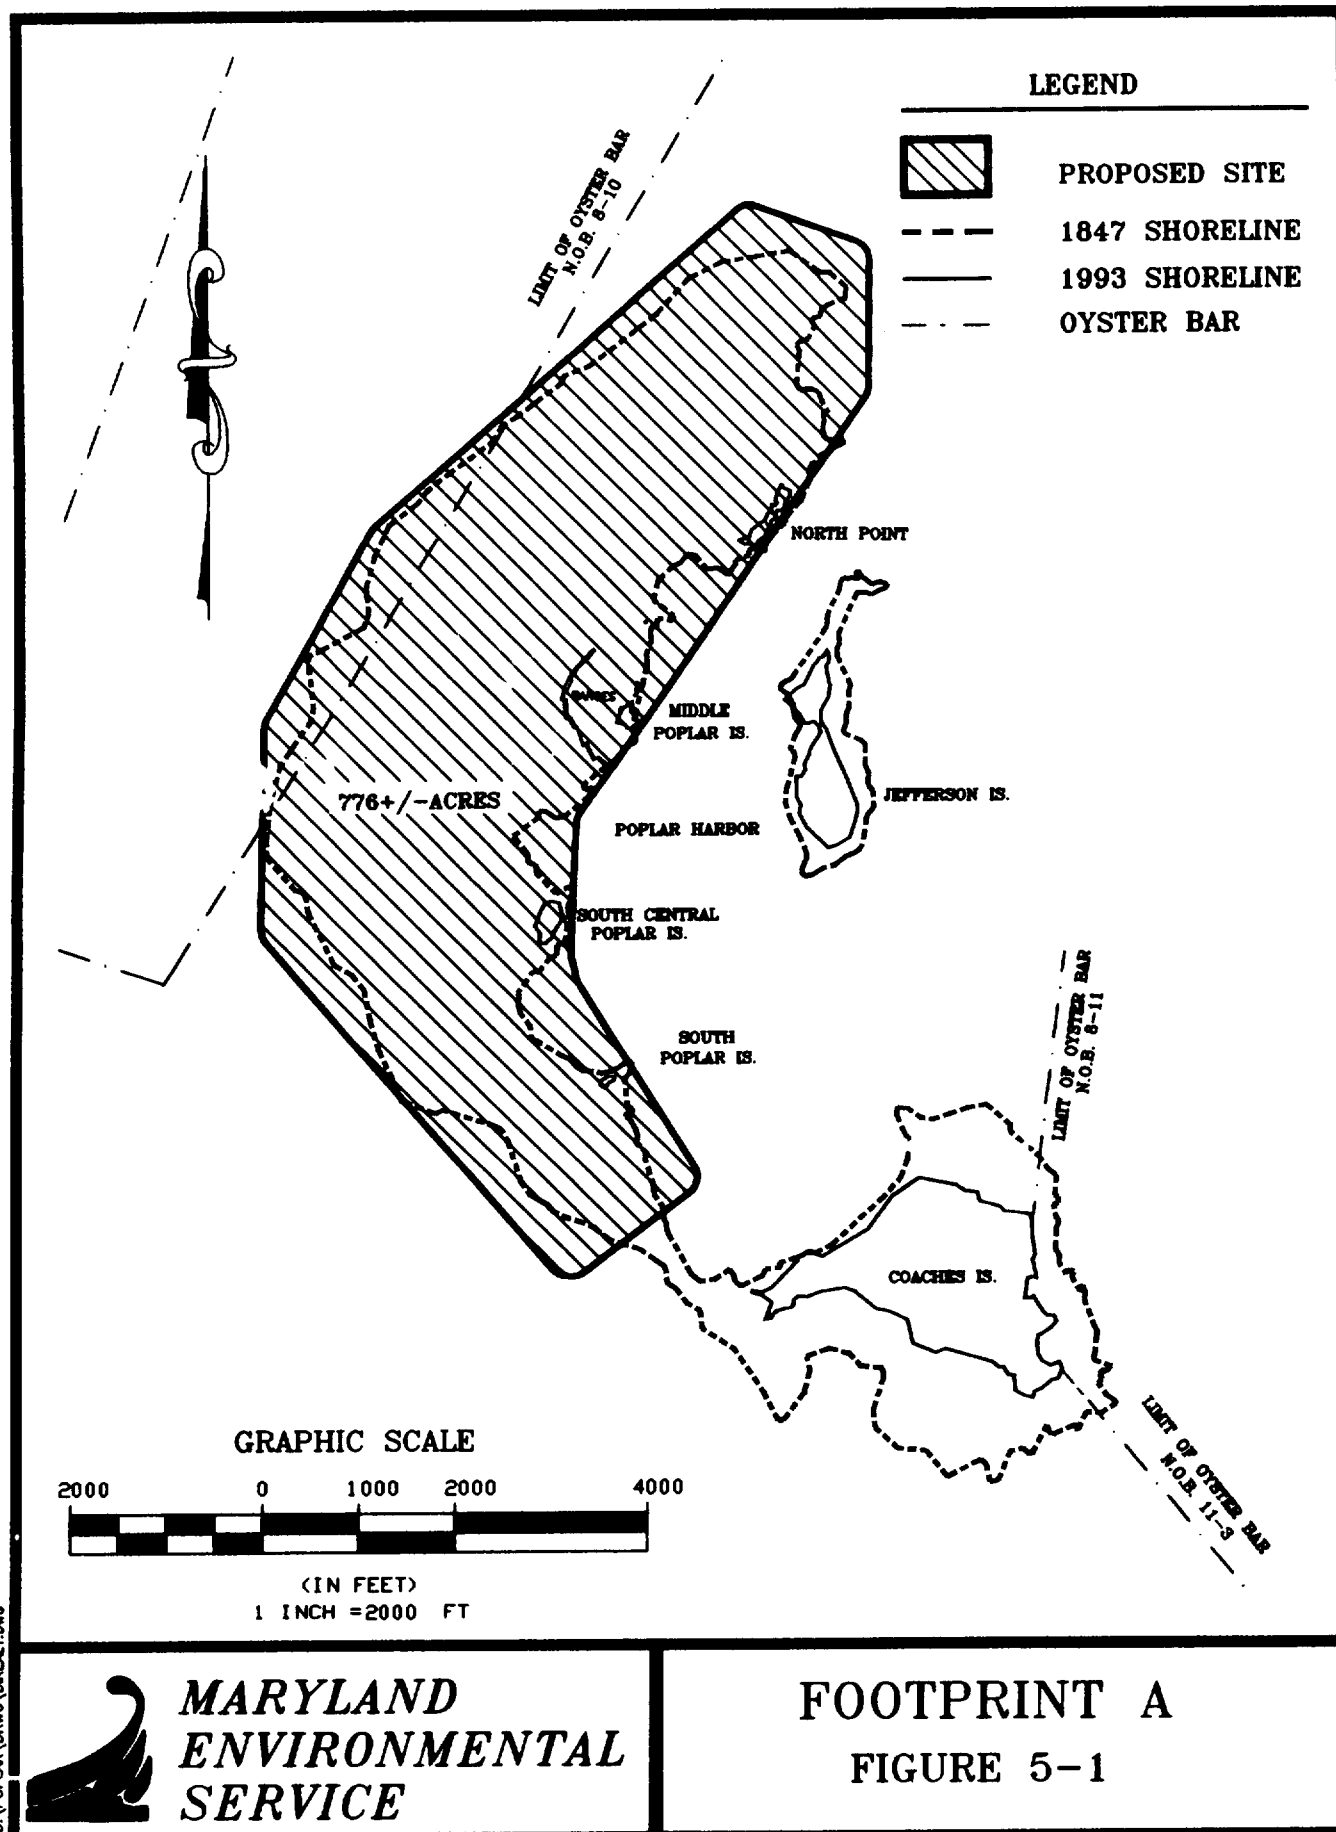 LEGEND
PROPOSED SITE
1847 SHORELINE
1993 SHORELINE
OYSTER BAR
LIMIT OF OYSTER BAR
N.O.B. 8-10
NORTH POINT
MIDDLE
POPLAR IS.
776+/-ACRES
JEFFERSON IS.
POPLAR HARBOR
SOUTH CENTRAL
POPLAR IS.
SOUTH
POPLAR IS.
LIMIT OF OYSTER BAR
N.O.B. 8-11
COACHES IS.
LIMIT OF OYSTER BAR
N.O.B. 11-3
GRAPHIC SCALE
2000 0 1000 2000 4000
(IN FEET)
1 INCH =2000 FT
MARYLAND
ENVIRONMENTAL
SERVICE
FOOTPRINT A
FIGURE 5-1